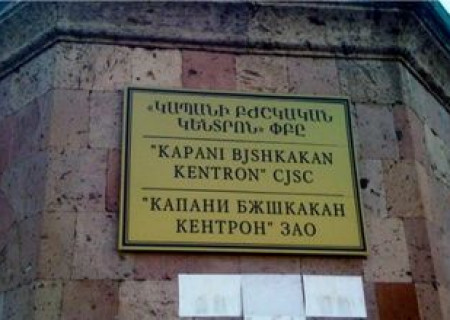 «ԿԱՊԱՆԻ ԲԺՇԿԱԿԱՆ
ԿԵՆՏՐՈՆ» ՓԲԸ
"KAPANI BJSHKAKAN
KENTRON" CJSC
"КАПАНИ БЖШКАКАН
КЕНТРОН" ЗАО